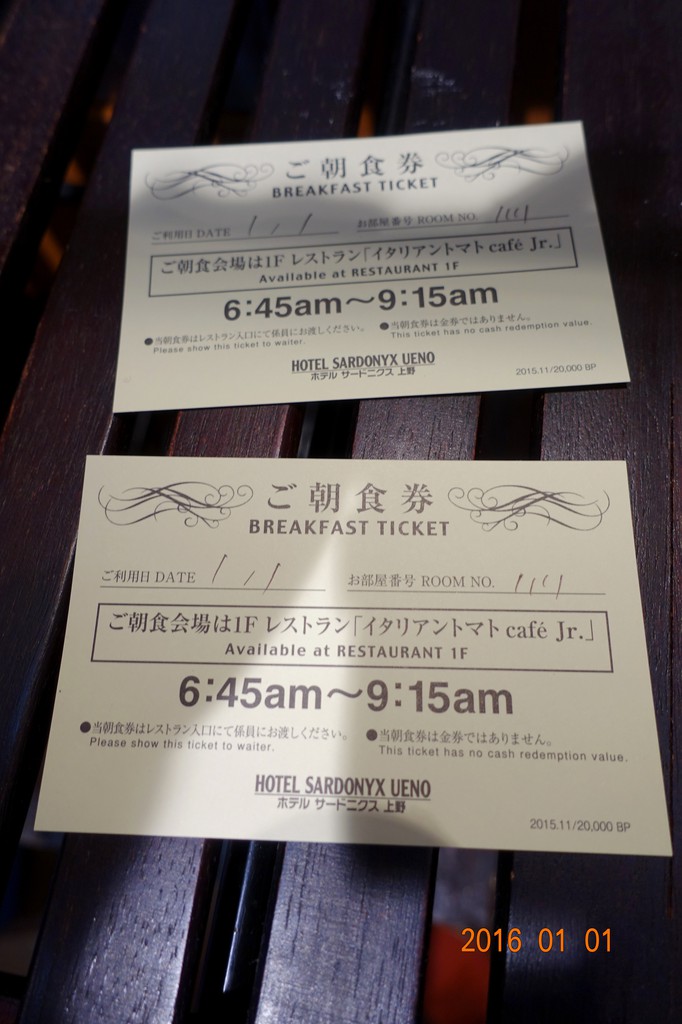 ご朝食券
BREAKFAST TICKET
ご利用日 DATE 1 / 1 お部屋番号 ROOM NO. 1111
ご朝食会場は1F レストラン「イタリアントマト café Jr.」
Available at RESTAURANT 1F
6:45am～9:15am
●当朝食券はレストラン入口にて係員にお渡しください。 ●当朝食券は金券ではありません。
Please show this ticket to waiter. This ticket has no cash redemption value.
HOTEL SARDONYX UENO
ホテル サードニクス 上野
2015.11/20,000 BP
ご朝食券
BREAKFAST TICKET
ご利用日 DATE 1 / 1 お部屋番号 ROOM NO. 1111
ご朝食会場は1F レストラン「イタリアントマト café Jr.」
Available at RESTAURANT 1F
6:45am～9:15am
●当朝食券はレストラン入口にて係員にお渡しください。 ●当朝食券は金券ではありません。
Please show this ticket to waiter. This ticket has no cash redemption value.
HOTEL SARDONYX UENO
ホテル サードニクス 上野
2015.11/20,000 BP
2016 01 01